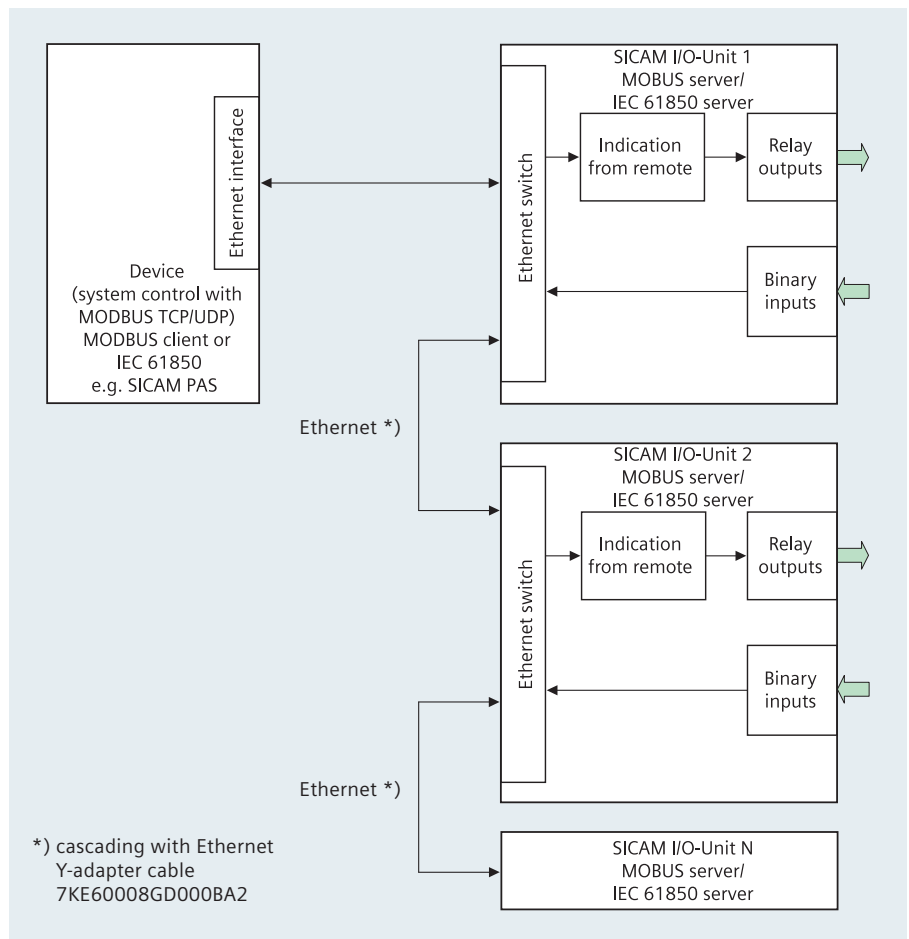 Ethernet interface
Device
(system control with
MODBUS TCP/UDP)
MODBUS client or
IEC 61850
e.g. SICAM PAS
SICAM I/O-Unit 1
MOBUS server/
IEC 61850 server
Ethernet switch
Indication
from remote
Relay
outputs
Binary
inputs
Ethernet *)
SICAM I/O-Unit 2
MOBUS server/
IEC 61850 server
Ethernet switch
Indication
from remote
Relay
outputs
Binary
inputs
Ethernet *)
*) cascading with Ethernet
Y-adapter cable
7KE60008GD000BA2
SICAM I/O-Unit N
MOBUS server/
IEC 61850 server